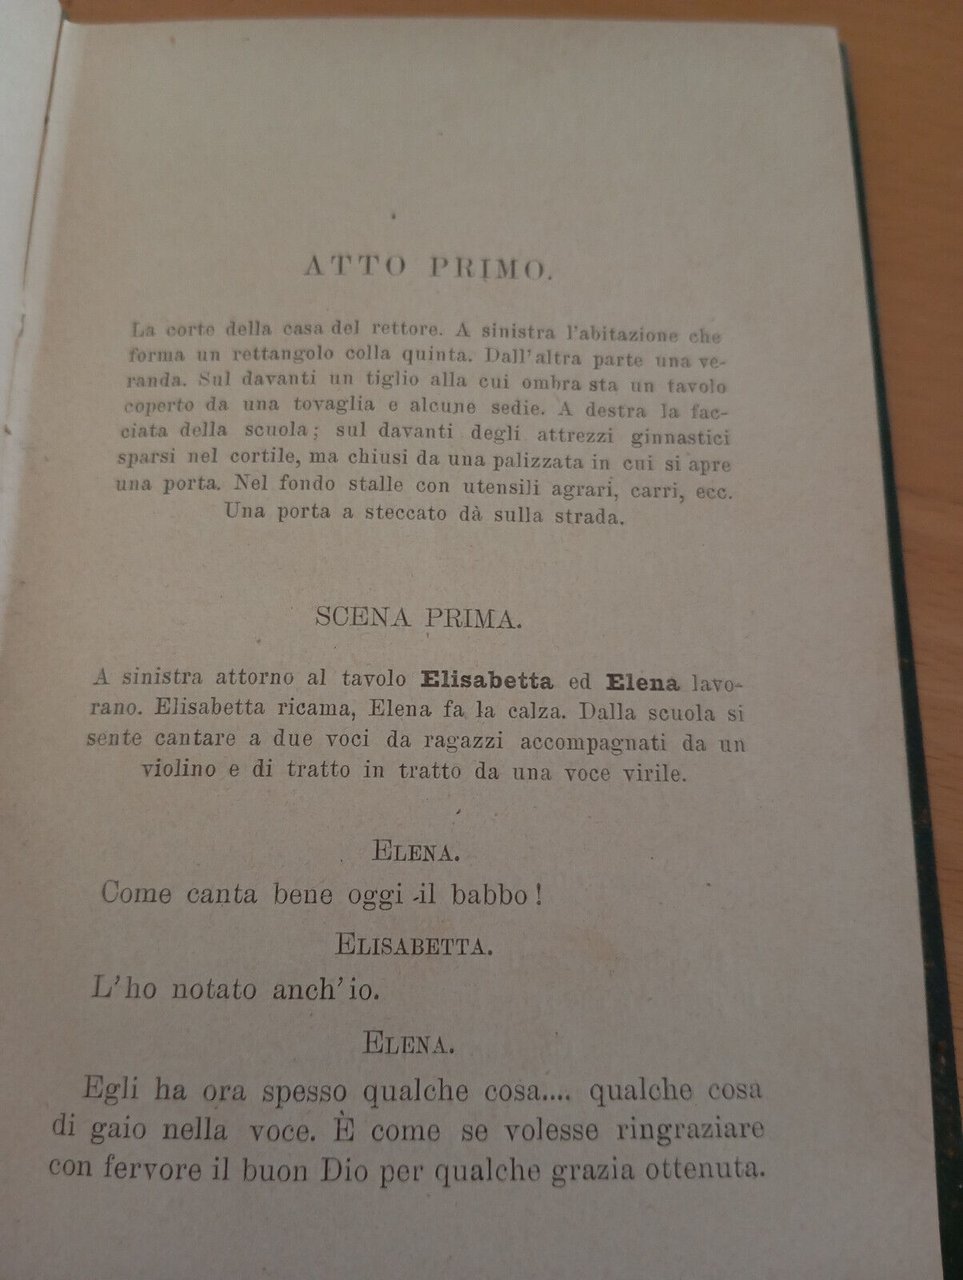 ATTO PRIMO.
La corte della casa del rettore. A sinistra l'abitazione che
forma un rettangolo colla quinta. Dall'altra parte una ve-
randa. Sul davanti un tiglio alla cui ombra sta un tavolo
coperto da una tovaglia e alcune sedie. A destra la fac-
ciata della scuola; sul davanti degli attrezzi ginnastici
sparsi nel cortile, ma chiusi da una palizzata in cui si apre
una porta. Nel fondo stalle con utensili agrari, carri, ecc.
Una porta a steccato dà sulla strada.
SCENA PRIMA.
A sinistra attorno al tavolo Elisabetta ed Elena lavo-
rano. Elisabetta ricama, Elena fa la calza. Dalla scuola si
sente cantare a due voci da ragazzi accompagnati da un
violino e di tratto in tratto da una voce virile.
ELENA.
Come canta bene oggi il babbo!
ELISABETTA.
L'ho notato anch'io.
ELENA.
Egli ha ora spesso qualche cosa.... qualche cosa
di gaio nella voce. È come se volesse ringraziare
con fervore il buon Dio per qualche grazia ottenuta.